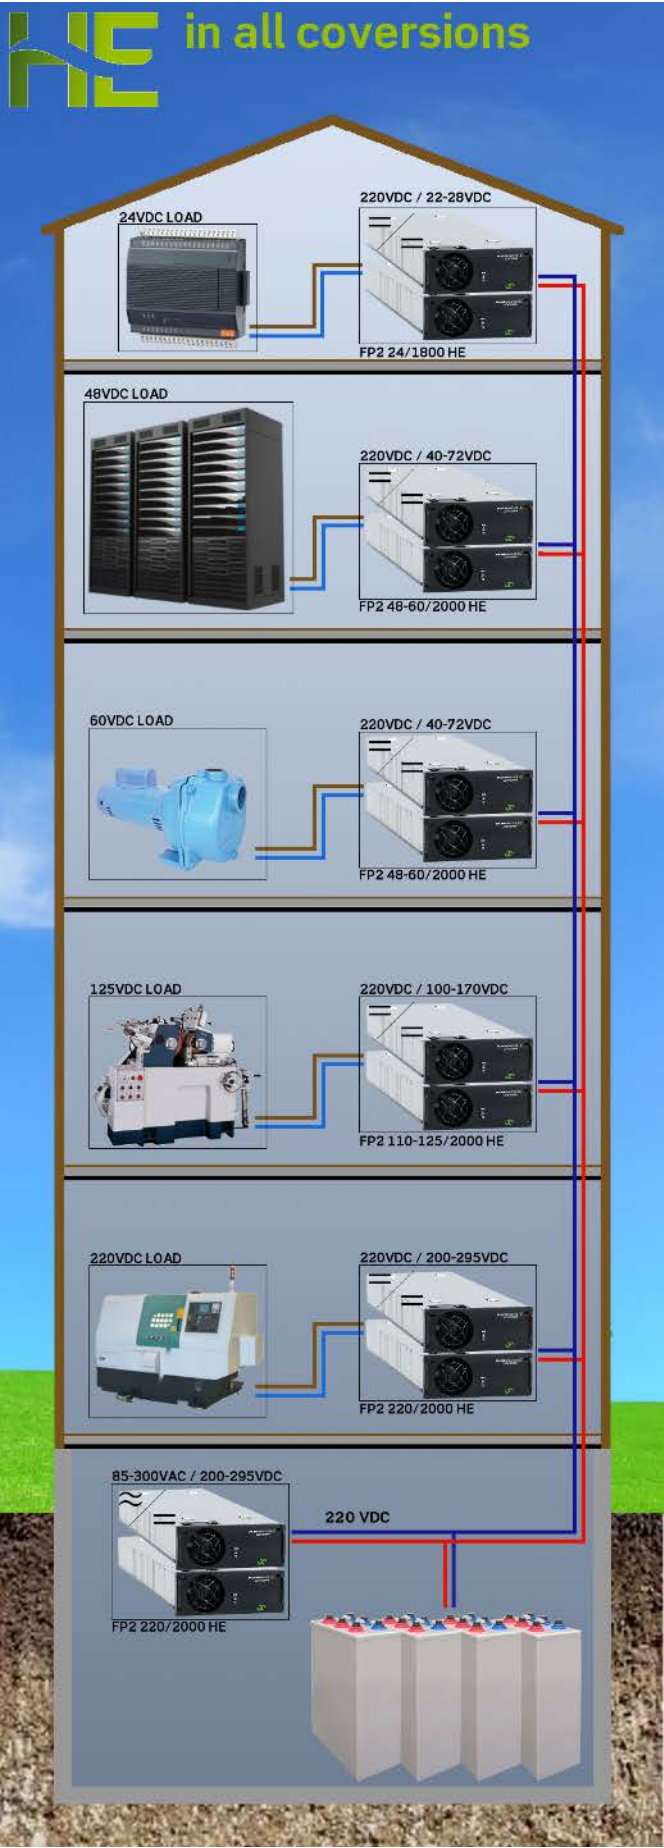 HE in all coversions
24VDC LOAD
220VDC / 22-28VDC
FP2 24/1800 HE
48VDC LOAD
220VDC / 40-72VDC
FP2 48-60/2000 HE
60VDC LOAD
220VDC / 40-72VDC
FP2 48-60/2000 HE
125VDC LOAD
220VDC / 100-170VDC
FP2 110-125/2000 HE
220VDC LOAD
220VDC / 200-295VDC
FP2 220/2000 HE
85-300VAC / 200-295VDC
220 VDC
FP2 220/2000 HE